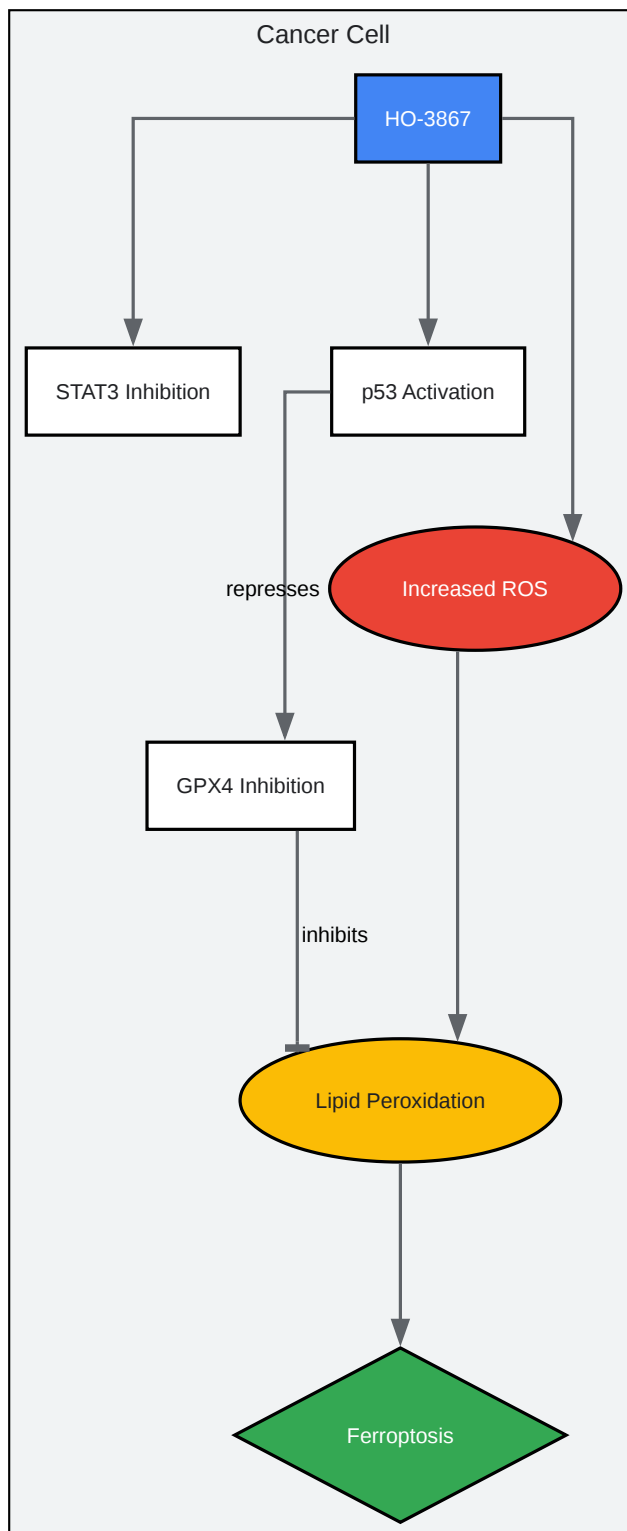 Cancer Cell
HO-3867
STAT3 Inhibition
p53 Activation
represses
Increased ROS
GPX4 Inhibition
inhibits
Lipid Peroxidation
Ferroptosis